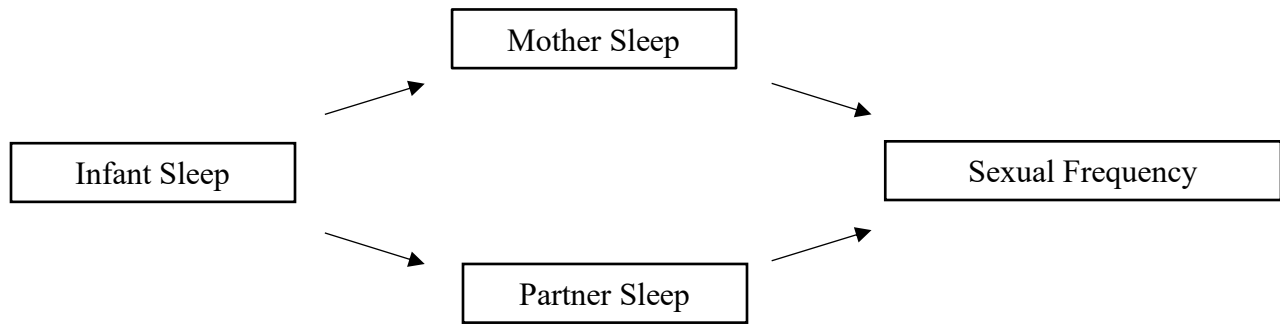 Mother Sleep
Infant Sleep
Sexual Frequency
Partner Sleep